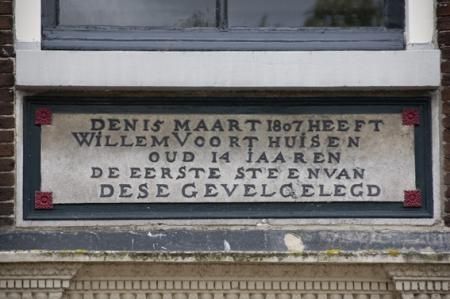 DEN 15 MAART 1807 HEEFT
WILLEM VOORTHUISEN
OUD 14 JAAREN
DE EERSTE STEEN VAN
DESE GEVEL GELEGD